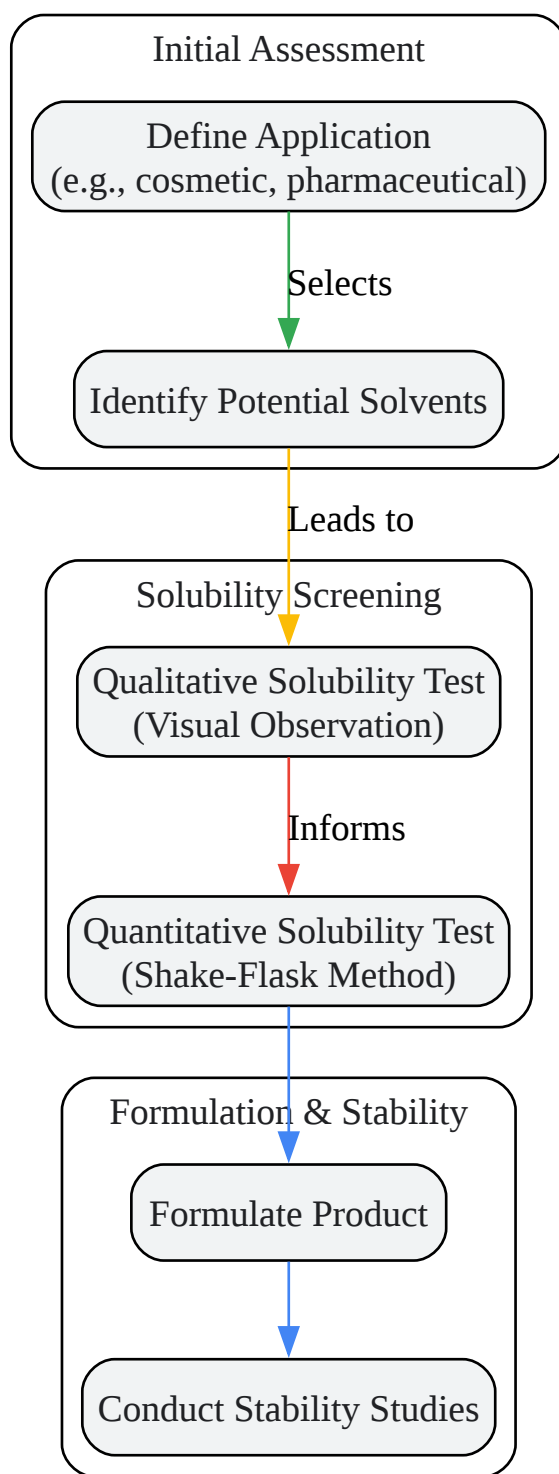 Initial Assessment
Define Application
(e.g., cosmetic, pharmaceutical)
Selects
Identify Potential Solvents
Leads to
Solubility Screening
Qualitative Solubility Test
(Visual Observation)
Informs
Quantitative Solubility Test
(Shake-Flask Method)
Formulation & Stability
Formulate Product
Conduct Stability Studies